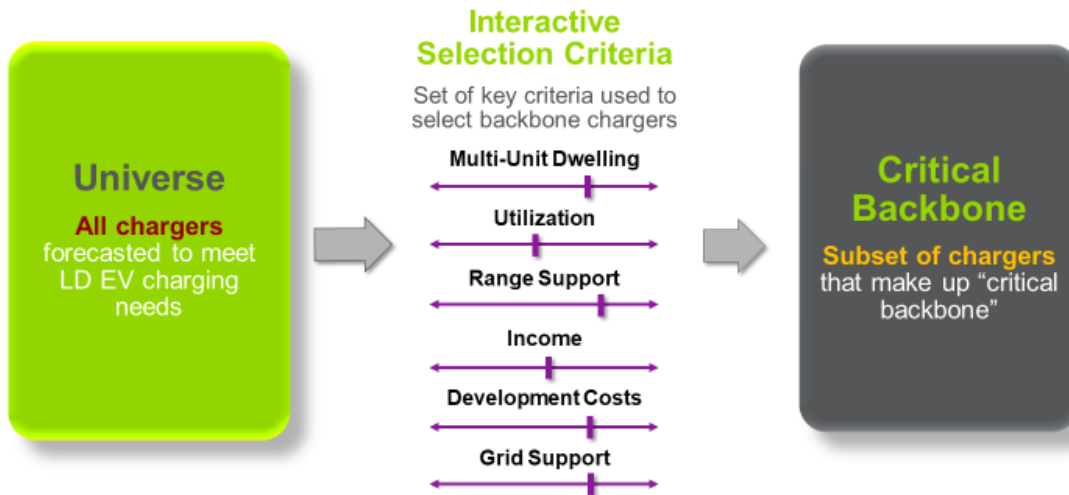 Universe
All chargers
forecasted to meet
LD EV charging
needs
Interactive
Selection Criteria
Set of key criteria used to
select backbone chargers
Multi-Unit Dwelling
Utilization
Range Support
Income
Development Costs
Grid Support
Critical
Backbone
Subset of chargers
that make up “critical
backbone”